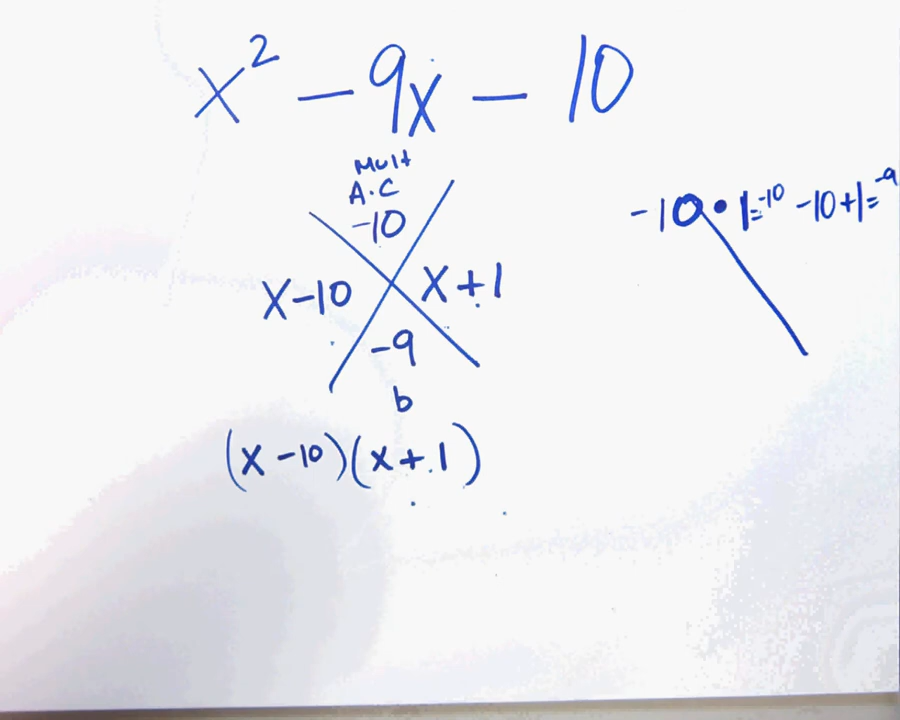 x² - 9x - 10
Mult
A·C
-10
-10 • 1 = -10 -10+1= -9
x-10 x+1
-9
b
(x-10)(x+1)